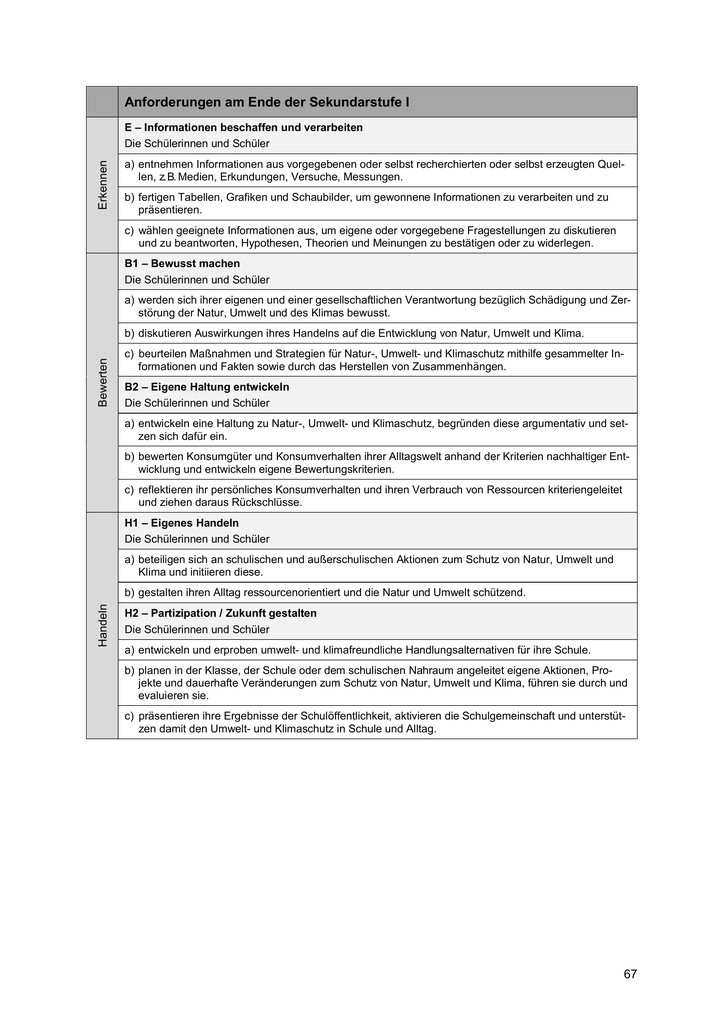 Anforderungen am Ende der Sekundarstufe I
Erkennen
E – Informationen beschaffen und verarbeiten
Die Schülerinnen und Schüler
a) entnehmen Informationen aus vorgegebenen oder selbst recherchierten oder selbst erzeugten Quel-
len, z.B. Medien, Erkundungen, Versuche, Messungen.
b) fertigen Tabellen, Grafiken und Schaubilder, um gewonnene Informationen zu verarbeiten und zu
präsentieren.
c) wählen geeignete Informationen aus, um eigene oder vorgegebene Fragestellungen zu diskutieren
und zu beantworten, Hypothesen, Theorien und Meinungen zu bestätigen oder zu widerlegen.
Bewerten
B1 – Bewusst machen
Die Schülerinnen und Schüler
a) werden sich ihrer eigenen und einer gesellschaftlichen Verantwortung bezüglich Schädigung und Zer-
störung der Natur, Umwelt und des Klimas bewusst.
b) diskutieren Auswirkungen ihres Handelns auf die Entwicklung von Natur, Umwelt und Klima.
c) beurteilen Maßnahmen und Strategien für Natur-, Umwelt- und Klimaschutz mithilfe gesammelter In-
formationen und Fakten sowie durch das Herstellen von Zusammenhängen.
B2 – Eigene Haltung entwickeln
Die Schülerinnen und Schüler
a) entwickeln eine Haltung zu Natur-, Umwelt- und Klimaschutz, begründen diese argumentativ und set-
zen sich dafür ein.
b) bewerten Konsumgüter und Konsumverhalten ihrer Alltagswelt anhand der Kriterien nachhaltiger Ent-
wicklung und entwickeln eigene Bewertungskriterien.
c) reflektieren ihr persönliches Konsumverhalten und ihren Verbrauch von Ressourcen kriteriengeleitet
und ziehen daraus Rückschlüsse.
Handeln
H1 – Eigenes Handeln
Die Schülerinnen und Schüler
a) beteiligen sich an schulischen und außerschulischen Aktionen zum Schutz von Natur, Umwelt und
Klima und initiieren diese.
b) gestalten ihren Alltag ressourcenorientiert und die Natur und Umwelt schützend.
H2 – Partizipation / Zukunft gestalten
Die Schülerinnen und Schüler
a) entwickeln und erproben umwelt- und klimafreundliche Handlungsalternativen für ihre Schule.
b) planen in der Klasse, der Schule oder dem schulischen Nahraum angeleitet eigene Aktionen, Pro-
jekte und dauerhafte Veränderungen zum Schutz von Natur, Umwelt und Klima, führen sie durch und
evaluieren sie.
c) präsentieren ihre Ergebnisse der Schulöffentlichkeit, aktivieren die Schulgemeinschaft und unterstüt-
zen damit den Umwelt- und Klimaschutz in Schule und Alltag.
67